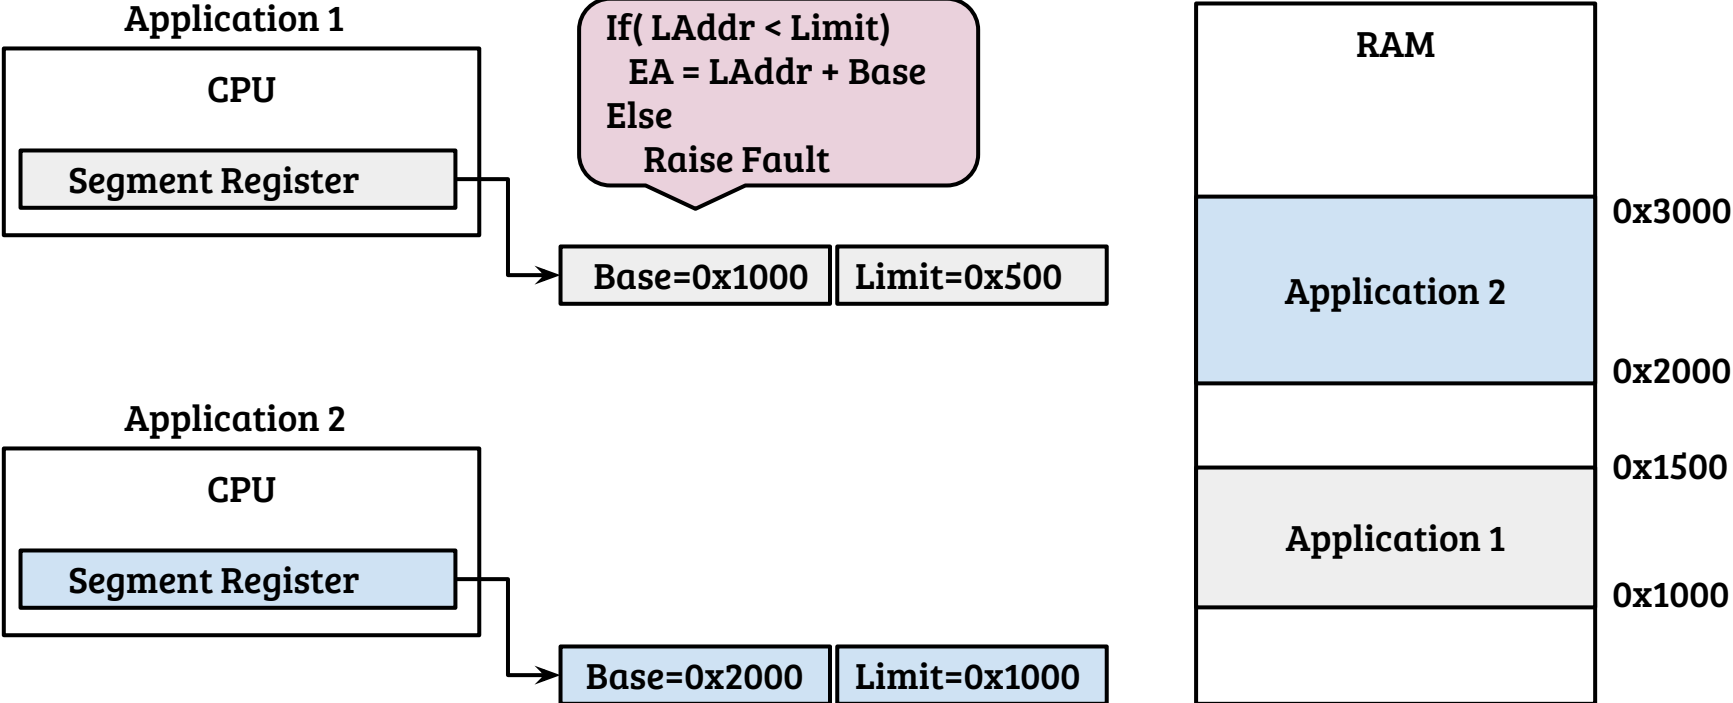 Application 1
CPU
Segment Register
If( LAddr < Limit)
EA = LAddr + Base
Else
Raise Fault
Base=0x1000
Limit=0x500
Application 2
CPU
Segment Register
Base=0x2000
Limit=0x1000
RAM
0x3000
Application 2
0x2000
0x1500
Application 1
0x1000